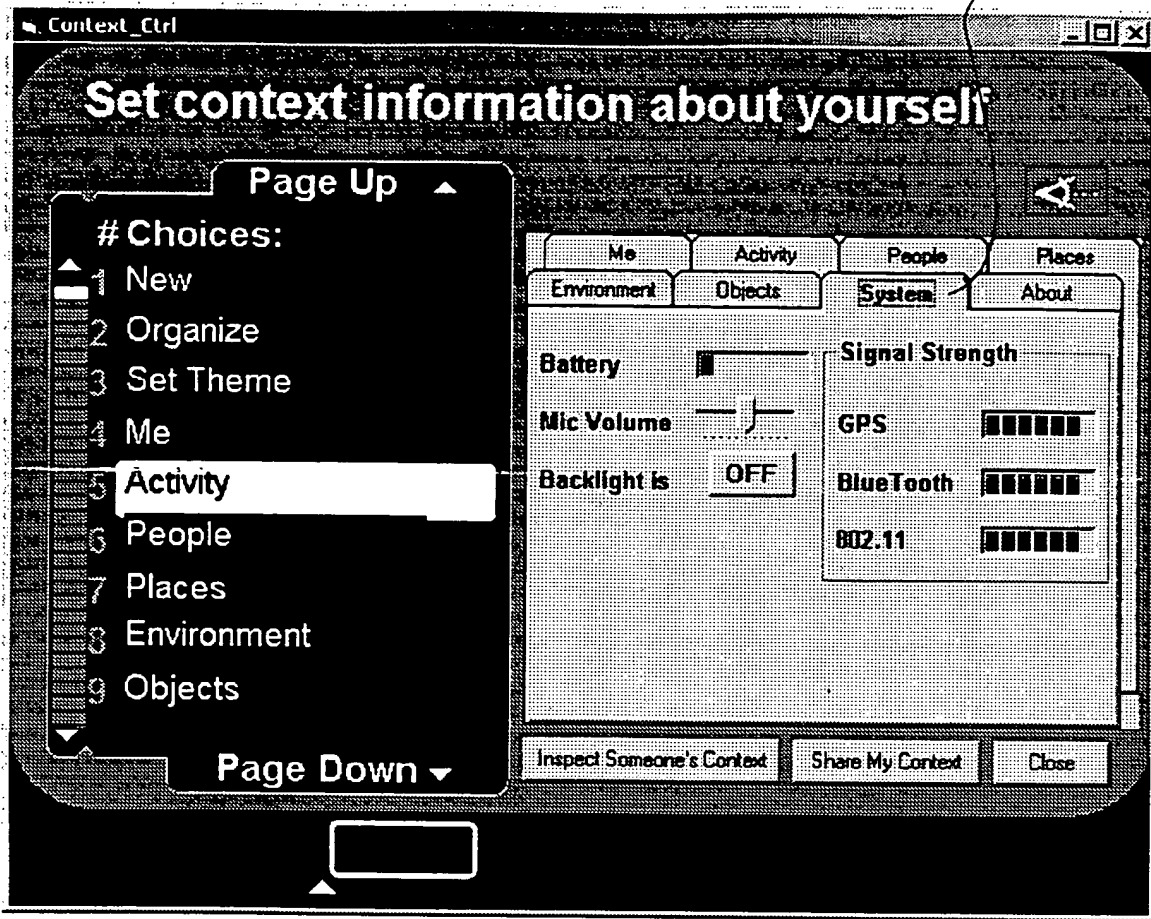 Context_Ctrl
Set context information about yourself
Page Up
# Choices:
1 New
2 Organize
3 Set Theme
4 Me
5 Activity
6 People
7 Places
8 Environment
9 Objects
Page Down
Me Activity People Places
Environment Objects System About
Battery
Mic Volume
Backlight is OFF
Signal Strength
GPS
BlueTooth
802.11
Inspect Someone's Context Share My Context Close